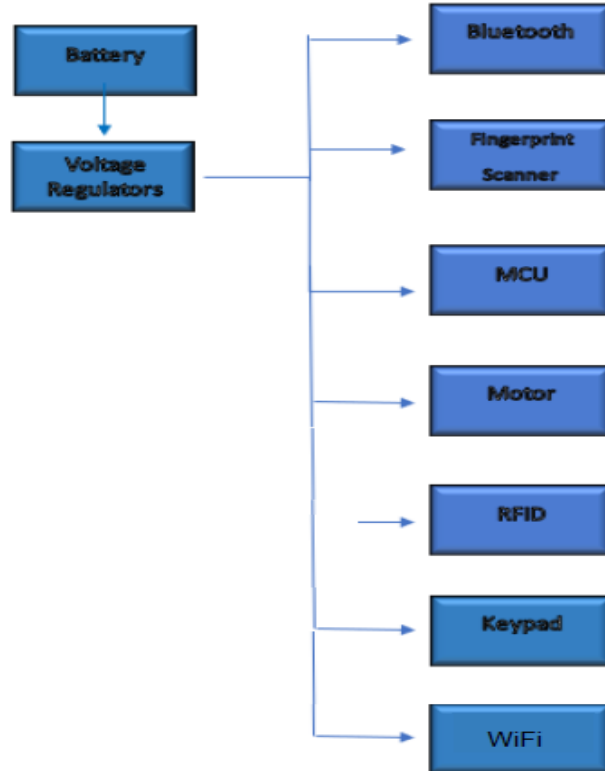 Battery
Voltage
Regulators
Bluetooth
Fingerprint
Scanner
MCU
Motor
RFID
Keypad
WiFi